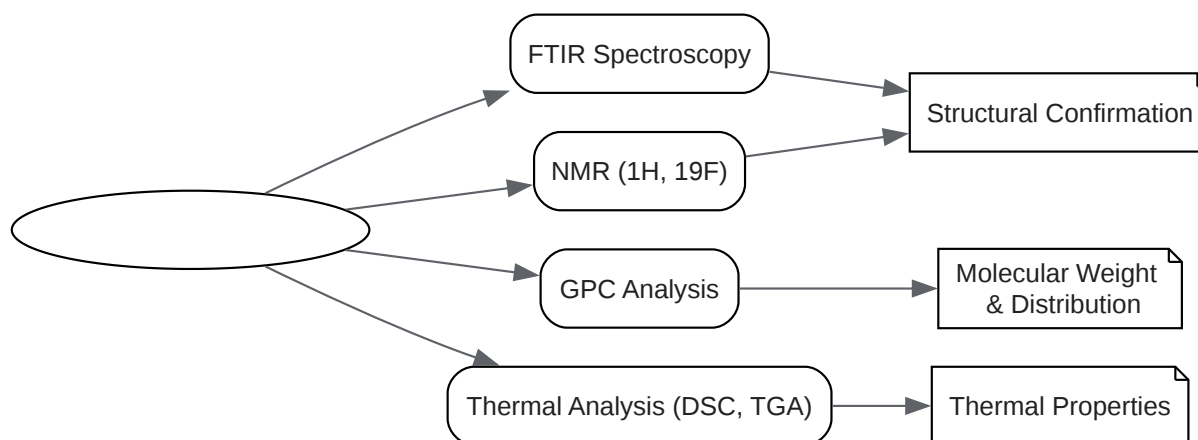 FTIR Spectroscopy
Structural Confirmation
NMR (1H, 19F)
GPC Analysis
Molecular Weight
& Distribution
Thermal Analysis (DSC, TGA)
Thermal Properties